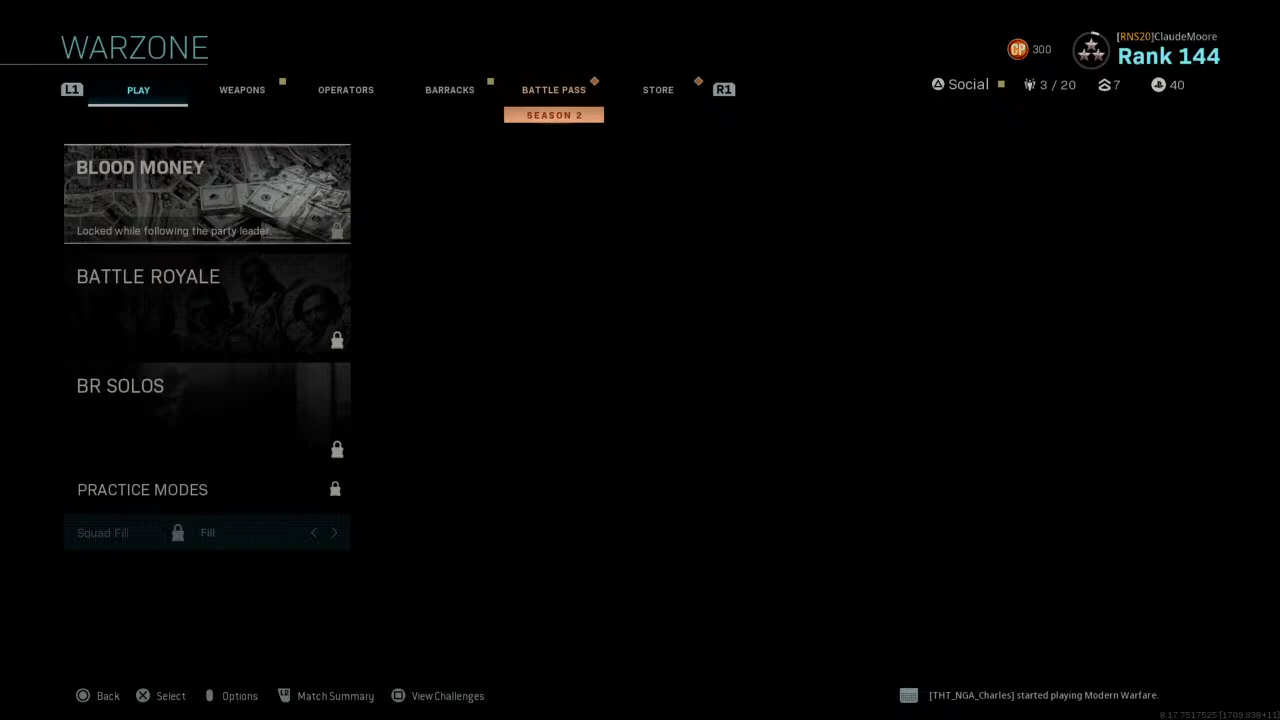 WARZONE
CP 300
[RNS20]ClaudeMoore
Rank 144
L1 PLAY WEAPONS OPERATORS BARRACKS BATTLE PASS STORE R1
Social 3 / 20 7 40
SEASON 2
BLOOD MONEY
Locked while following the party leader.
BATTLE ROYALE
BR SOLOS
PRACTICE MODES
Squad Fill Fill
Back Select Options L2 Match Summary View Challenges
[THT_NGA_Charles] started playing Modern Warfare.